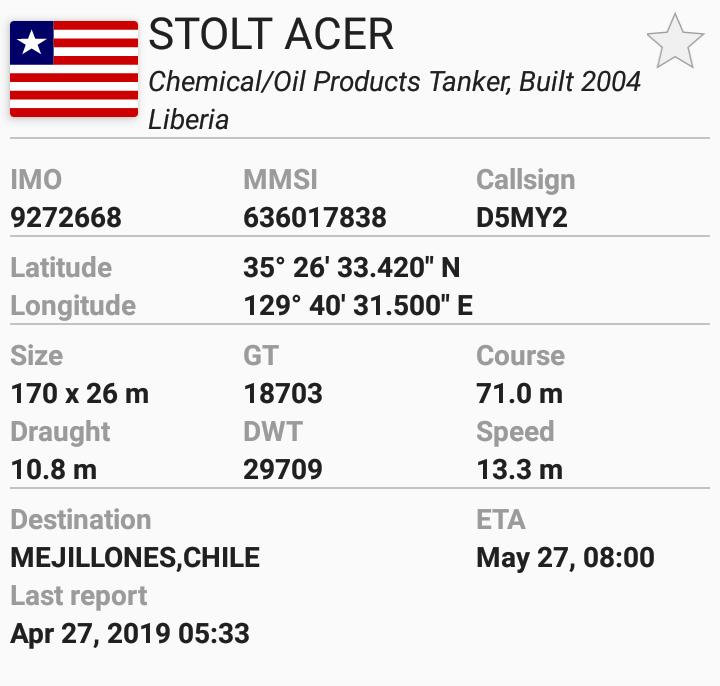 STOLT ACER
Chemical/Oil Products Tanker, Built 2004
Liberia
IMO MMSI Callsign
9272668 636017838 D5MY2
Latitude 35° 26' 33.420" N
Longitude 129° 40' 31.500" E
Size GT Course
170 x 26 m 18703 71.0 m
Draught DWT Speed
10.8 m 29709 13.3 m
Destination ETA
MEJILLONES,CHILE May 27, 08:00
Last report
Apr 27, 2019 05:33